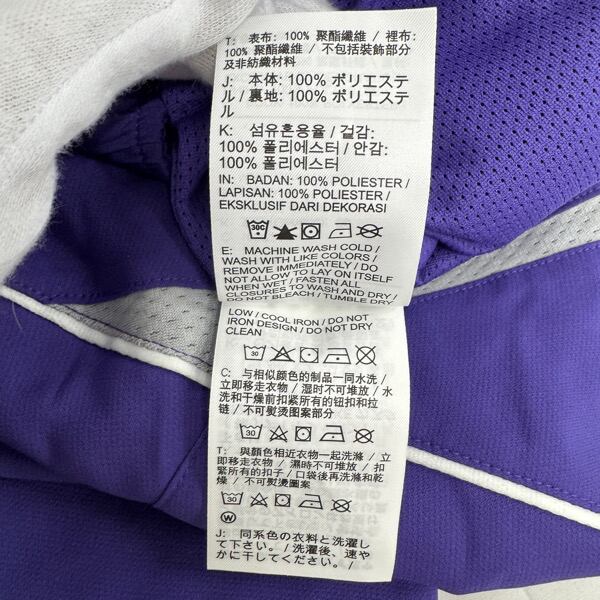 T: 表布: 100% 聚酯纖維 / 裡布:
100% 聚酯纖維 / 不包括裝飾部分
及非紡織材料
J: 本体: 100% ポリエステ
ル / 裏地: 100% ポリエステ
ル
K: 섬유혼용율 / 겉감:
100% 폴리에스터 / 안감:
100% 폴리에스터
IN: BADAN: 100% POLIESTER /
LAPISAN: 100% POLIESTER /
EKSKLUSIF DARI DEKORASI
30C
E: MACHINE WASH COLD /
WASH WITH LIKE COLORS /
REMOVE IMMEDIATELY / DO
NOT ALLOW TO LAY ON ITSELF
WHEN WET / FASTEN ALL
CLOSURES TO WASH AND DRY /
DO NOT BLEACH / TUMBLE DRY
LOW / COOL IRON / DO NOT
IRON DESIGN / DO NOT DRY
CLEAN
30
C: 与相似颜色的制品一同水洗 /
立即移走衣物 / 湿时不可堆放 / 水
洗和干燥前扣紧所有的钮扣和拉
链 / 不可熨烫图案部分
30
T: 與顏色相近衣物一起洗滌 / 立
即移走衣物 / 濕時不可堆放 / 扣
緊所有的扣子 / 口袋後再洗滌和乾
燥 / 不可熨燙圖案
30
W
J: 同系色の衣料と洗濯し
て下さい。 / 洗濯後、速や
かに干してください。 /